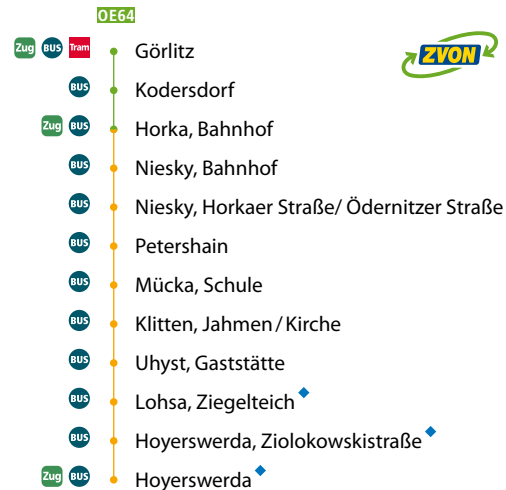 OE64
ZVON
Zug BUS Tram Görlitz
BUS Kodersdorf
Zug BUS Horka, Bahnhof
BUS Niesky, Bahnhof
BUS Niesky, Horkaer Straße/ Ödernitzer Straße
BUS Petershain
BUS Mücka, Schule
BUS Klitten, Jahmen / Kirche
BUS Uhyst, Gaststätte
BUS Lohsa, Ziegelteich
BUS Hoyerswerda, Ziolokowskistraße
Zug BUS Hoyerswerda